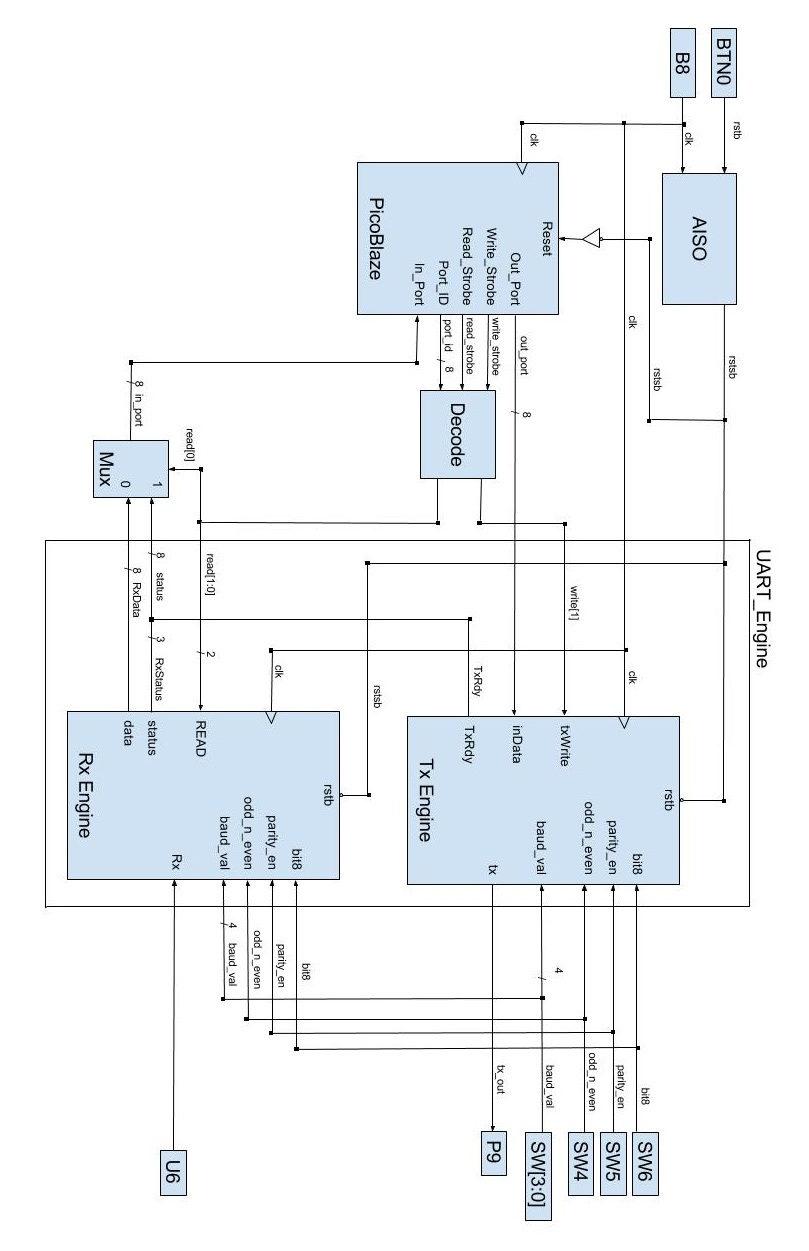 BTN0
B8
rstb
clk
AISO
clk
PicoBlaze
Reset
Out_Port
Write_Strobe
Read_Strobe
Port_ID
In_Port
rstsb
rstsb
clk
out_port
8
write_strobe
read_strobe
port_id
8
Decode
8
in_port
read[0]
Mux
1
0
UART_Engine
8
status
8
RxData
read[1:0]
2
write[1]
3
RxStatus
clk
rstsb
TxRdy
clk
Rx Engine
rstb
READ
status
data
bit8
parity_en
odd_n_even
baud_val
Rx
Tx Engine
rstb
txWrite
inData
TxRdy
bit8
parity_en
odd_n_even
baud_val
tx
4
baud_val
odd_n_even
parity_en
bit8
4
tx_out
baud_val
odd_n_even
parity_en
bit8
U6
P9
SW[3:0]
SW4
SW5
SW6